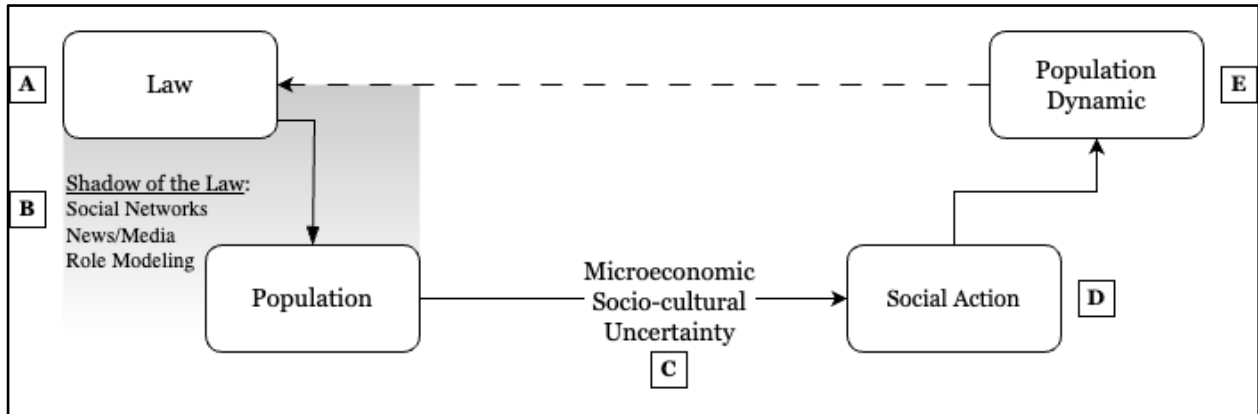 A
Law
Population
Dynamic
E
B
Shadow of the Law:
Social Networks
News/Media
Role Modeling
Population
Microeconomic
Socio-cultural
Uncertainty
C
Social Action
D